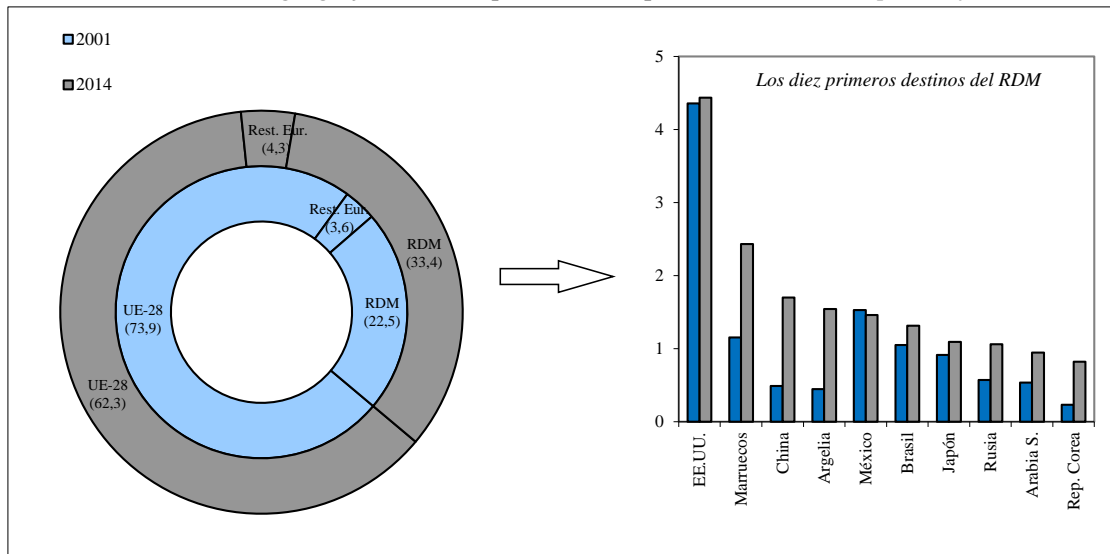 2001
2014
Rest. Eur.
(4,3)
Rest. Eur.
(3,6)
RDM
(33,4)
RDM
(22,5)
UE-28
(73,9)
UE-28
(62,3)
Los diez primeros destinos del RDM
5
4
3
2
1
0
EE.UU.
Marruecos
China
Argelia
México
Brasil
Japón
Rusia
Arabia S.
Rep. Corea